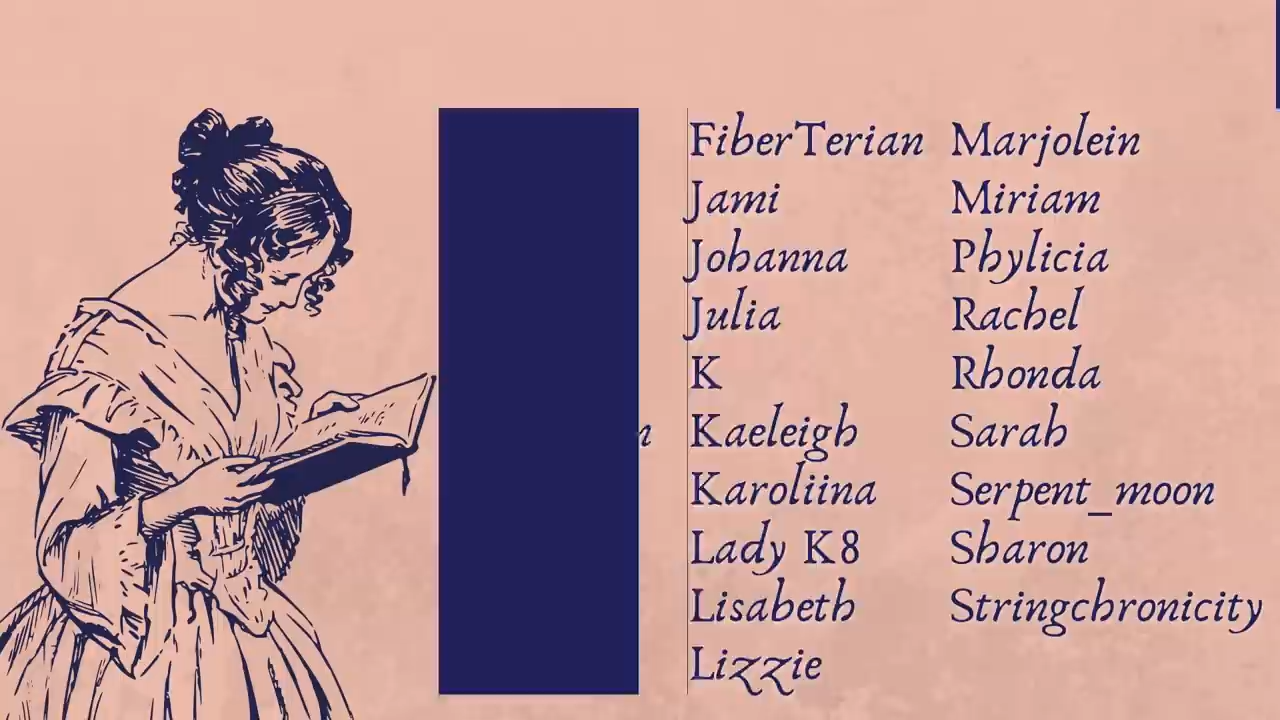 FiberTerian
Jami
Johanna
Julia
K
Kaeleigh
Karoliina
Lady K8
Lisabeth
Lizzie
Marjolein
Miriam
Phylicia
Rachel
Rhonda
Sarah
Serpent_moon
Sharon
Stringchronicity